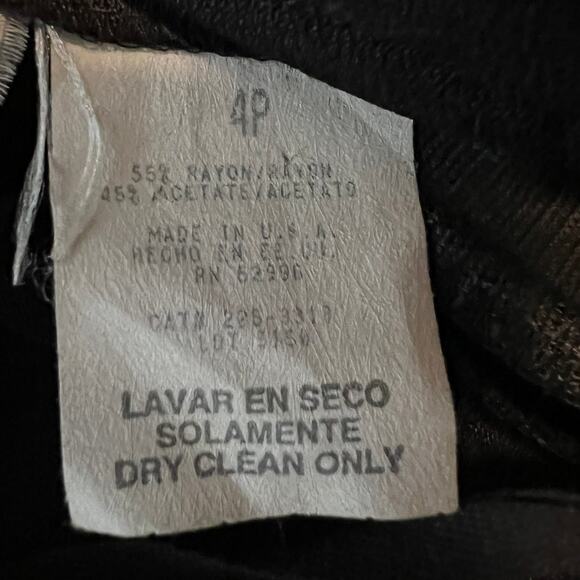 4P
55% RAYON/RAYON
45% ACETATE/ACETATO
MADE IN U.S.A.
HECHO EN EE.UU.
RN
CAT#
LOT
LAVAR EN SECO
SOLAMENTE
DRY CLEAN ONLY